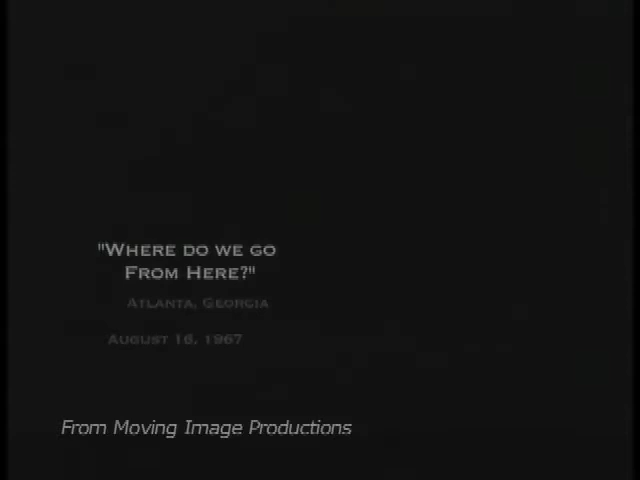 "Where do we go
From Here?"
Atlanta, Georgia
August 16, 1967
From Moving Image Productions